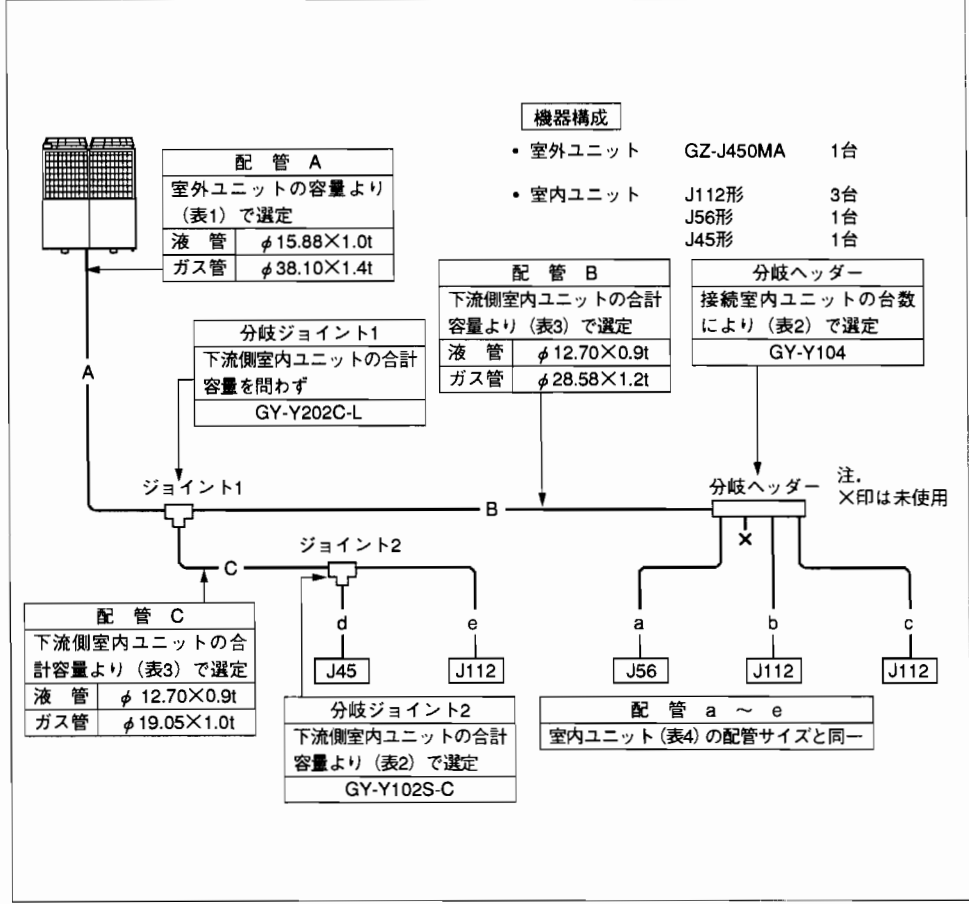 機器構成
・室外ユニット GZ-J450MA 1台
・室内ユニット J112形 3台
J56形 1台
J45形 1台
配管 A
室外ユニットの容量より
（表1）で選定
液管 φ15.88×1.0t
ガス管 φ38.10×1.4t
配管 B
下流側室内ユニットの合計
容量より（表3）で選定
液管 φ12.70×0.9t
ガス管 φ28.58×1.2t
分岐ヘッダー
接続室内ユニットの台数
により（表2）で選定
GY-Y104
分岐ジョイント1
下流側室内ユニットの合計
容量を問わず
GY-Y202C-L
A
ジョイント1
B
分岐ヘッダー
注.
×印は未使用
×
C
ジョイント2
d
e
a
b
c
J45
J112
J56
J112
J112
配管 C
下流側室内ユニットの合
計容量より（表3）で選定
液管 φ12.70×0.9t
ガス管 φ19.05×1.0t
分岐ジョイント2
下流側室内ユニットの合計
容量より（表2）で選定
GY-Y102S-C
配管 a ～ e
室内ユニット（表4）の配管サイズと同一